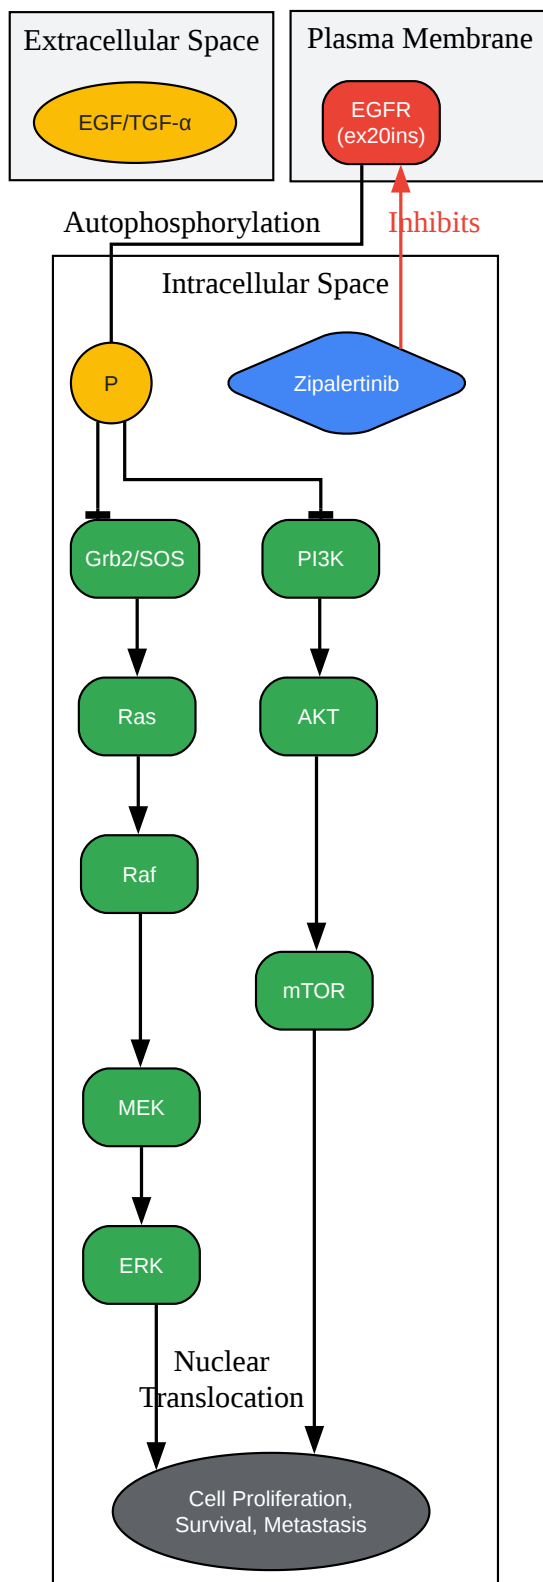 Extracellular Space
Plasma Membrane
EGF/TGF-α
EGFR
(ex20ins)
Autophosphorylation
Inhibits
Intracellular Space
P
Zipalertinib
Grb2/SOS
PI3K
Ras
AKT
Raf
mTOR
MEK
ERK
Nuclear
Translocation
Cell Proliferation,
Survival, Metastasis